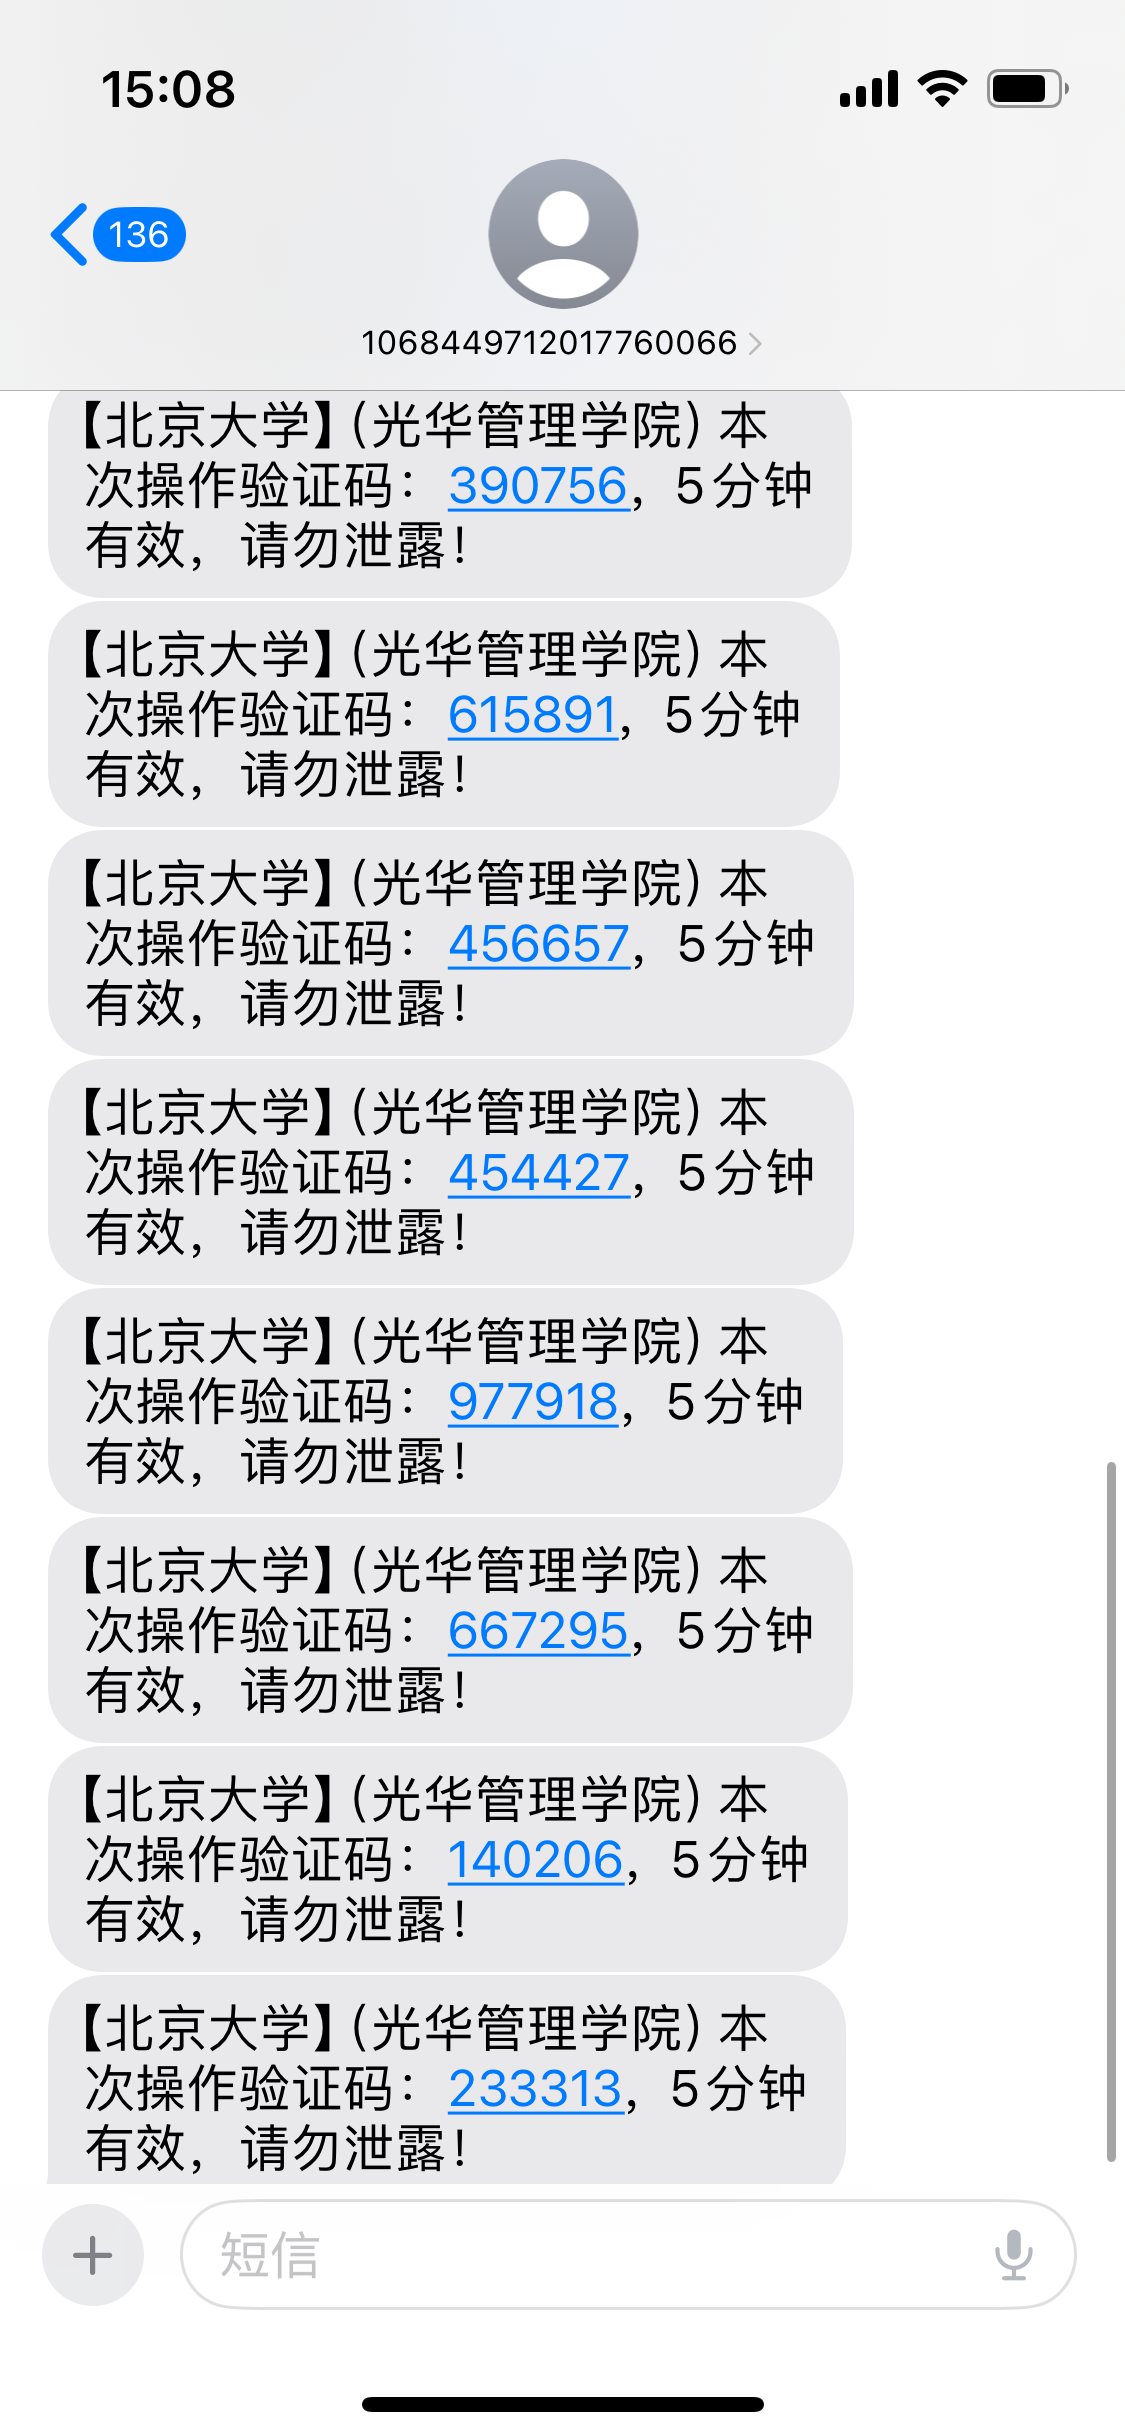 15:08
136
1068449712017760066
【北京大学】(光华管理学院) 本
次操作验证码：390756，5分钟
有效，请勿泄露！
【北京大学】(光华管理学院) 本
次操作验证码：615891，5分钟
有效，请勿泄露！
【北京大学】(光华管理学院) 本
次操作验证码：456657，5分钟
有效，请勿泄露！
【北京大学】(光华管理学院) 本
次操作验证码：454427，5分钟
有效，请勿泄露！
【北京大学】(光华管理学院) 本
次操作验证码：977918，5分钟
有效，请勿泄露！
【北京大学】(光华管理学院) 本
次操作验证码：667295，5分钟
有效，请勿泄露！
【北京大学】(光华管理学院) 本
次操作验证码：140206，5分钟
有效，请勿泄露！
【北京大学】(光华管理学院) 本
次操作验证码：233313，5分钟
有效，请勿泄露！
短信